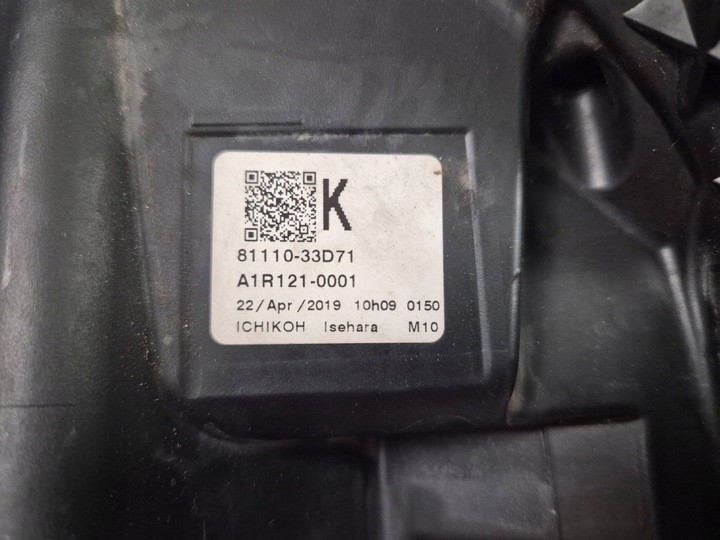 K
81110-33D71
A1R121-0001
22/Apr/2019 10h09 0150
ICHIKOH Isehara M10